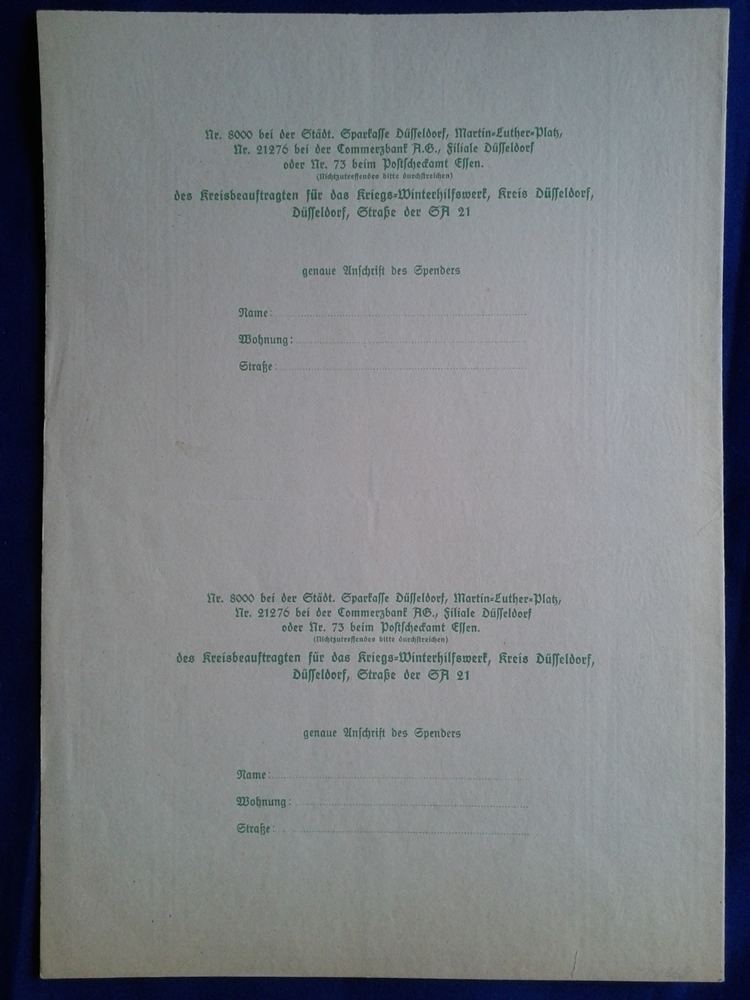 Nr. 8000 bei der Städt. Sparkasse Düsseldorf, Martin-Luther-Platz,
Nr. 21276 bei der Commerzbank A.G., Filiale Düsseldorf
oder Nr. 73 beim Postscheckamt Essen.
(Nichtzutreffendes bitte durchstreichen)
des Kreisbeauftragten für das Kriegs-Winterhilfswerk, Kreis Düsseldorf,
Düsseldorf, Straße der SA 21
genaue Anschrift des Spenders
Name:
Wohnung:
Straße:
Nr. 8000 bei der Städt. Sparkasse Düsseldorf, Martin-Luther-Platz,
Nr. 21276 bei der Commerzbank AG., Filiale Düsseldorf
oder Nr. 73 beim Postscheckamt Essen.
(Nichtzutreffendes bitte durchstreichen)
des Kreisbeauftragten für das Kriegs-Winterhilfswerk, Kreis Düsseldorf,
Düsseldorf, Straße der SA 21
genaue Anschrift des Spenders
Name:
Wohnung:
Straße: